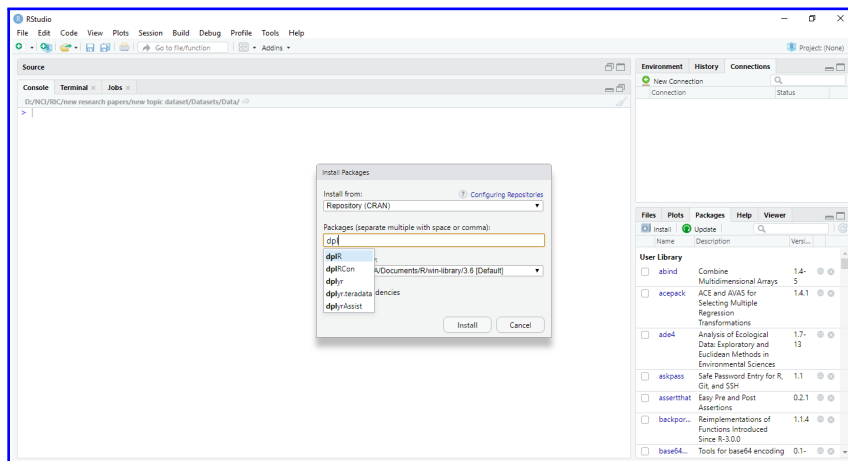 RStudio
File Edit Code View Plots Session Build Debug Profile Tools Help
Go to file/function Addins Project: (None)
Source
Console Terminal Jobs
D:/NCI/RIC/new research papers/new topic dataset/Datasets/Data/
>
Install Packages
Install from: ? Configuring Repositories
Repository (CRAN)
Packages (separate multiple with space or comma):
dpl
dplR
dplRCon
dplyr
dplyr.teradata
dplyrAssist
A/Documents/R/win-library/3.6 [Default]
dencies
Install Cancel
Environment History Connections
New Connection
Connection Status
Files Plots Packages Help Viewer
Install Update
Name Description Versi...
User Library
abind Combine 1.4-
Multidimensional Arrays 5
acepack ACE and AVAS for 1.4.1
Selecting Multiple
Regression
Transformations
ade4 Analysis of Ecological 1.7-
Data: Exploratory and 13
Euclidean Methods in
Environmental Sciences
askpass Safe Password Entry for R, 1.1
Git, and SSH
assertthat Easy Pre and Post 0.2.1
Assertions
backpor... Reimplementations of 1.1.4
Functions Introduced
Since R-3.0.0
base64... Tools for base64 encoding 0.1-